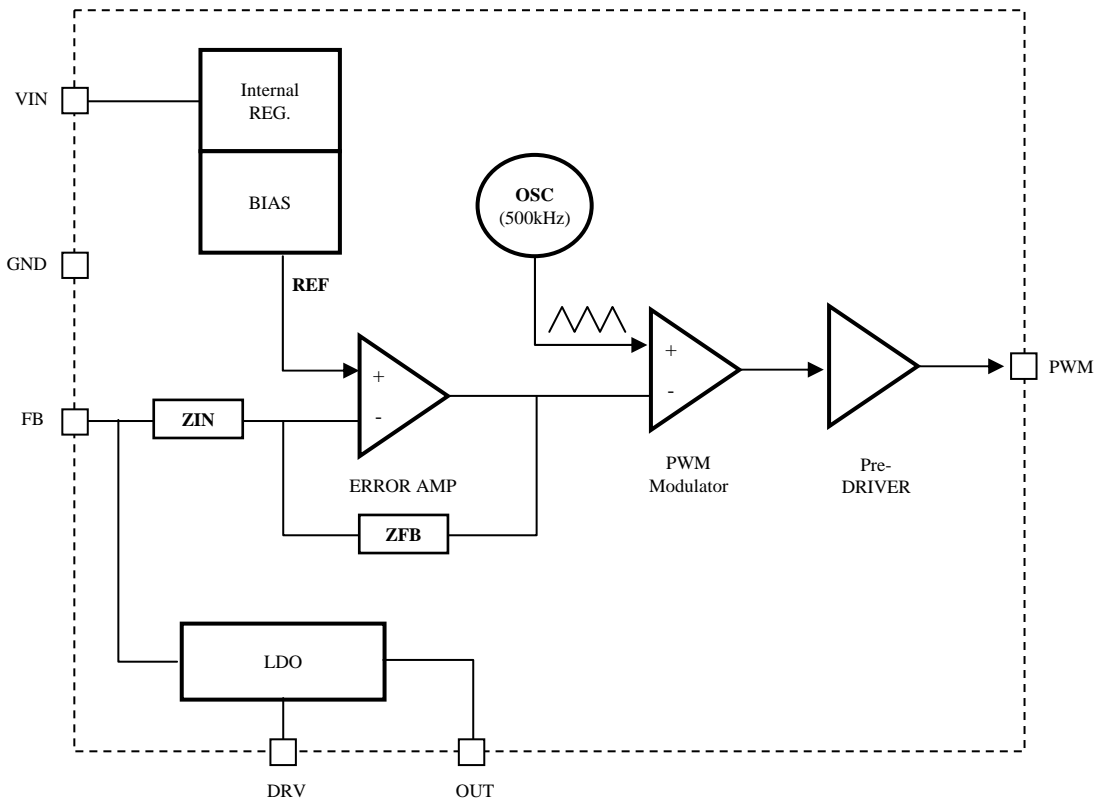 VIN
Internal
REG.
BIAS
OSC
(500kHz)
GND
REF
+
-
+
-
PWM
FB
ZIN
ERROR AMP
PWM
Modulator
Pre-
DRIVER
ZFB
LDO
DRV
OUT